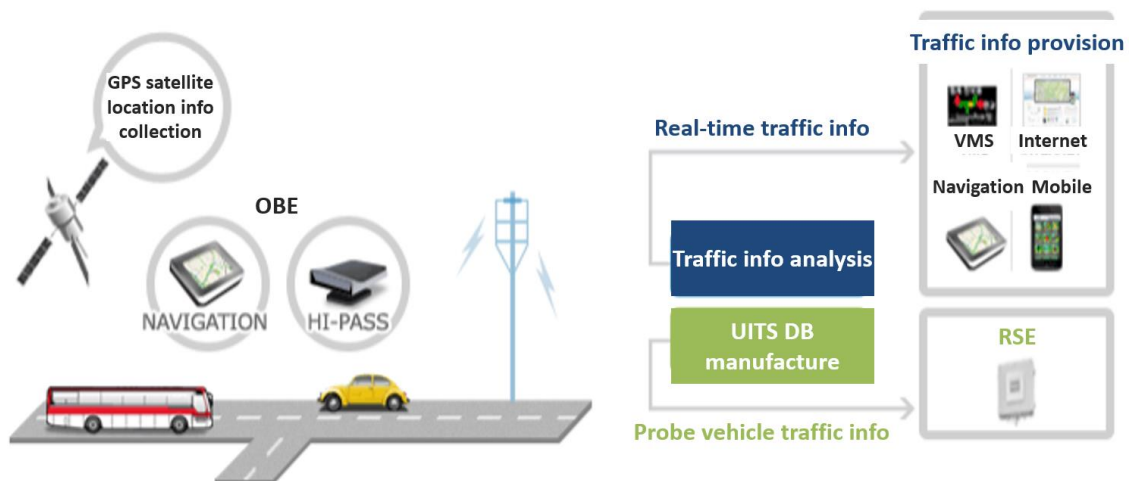 GPS satellite
location info
collection
OBE
NAVIGATION
HI-PASS
Real-time traffic info
Traffic info analysis
UITS DB
manufacture
Probe vehicle traffic info
Traffic info provision
VMS
Internet
Navigation
Mobile
RSE